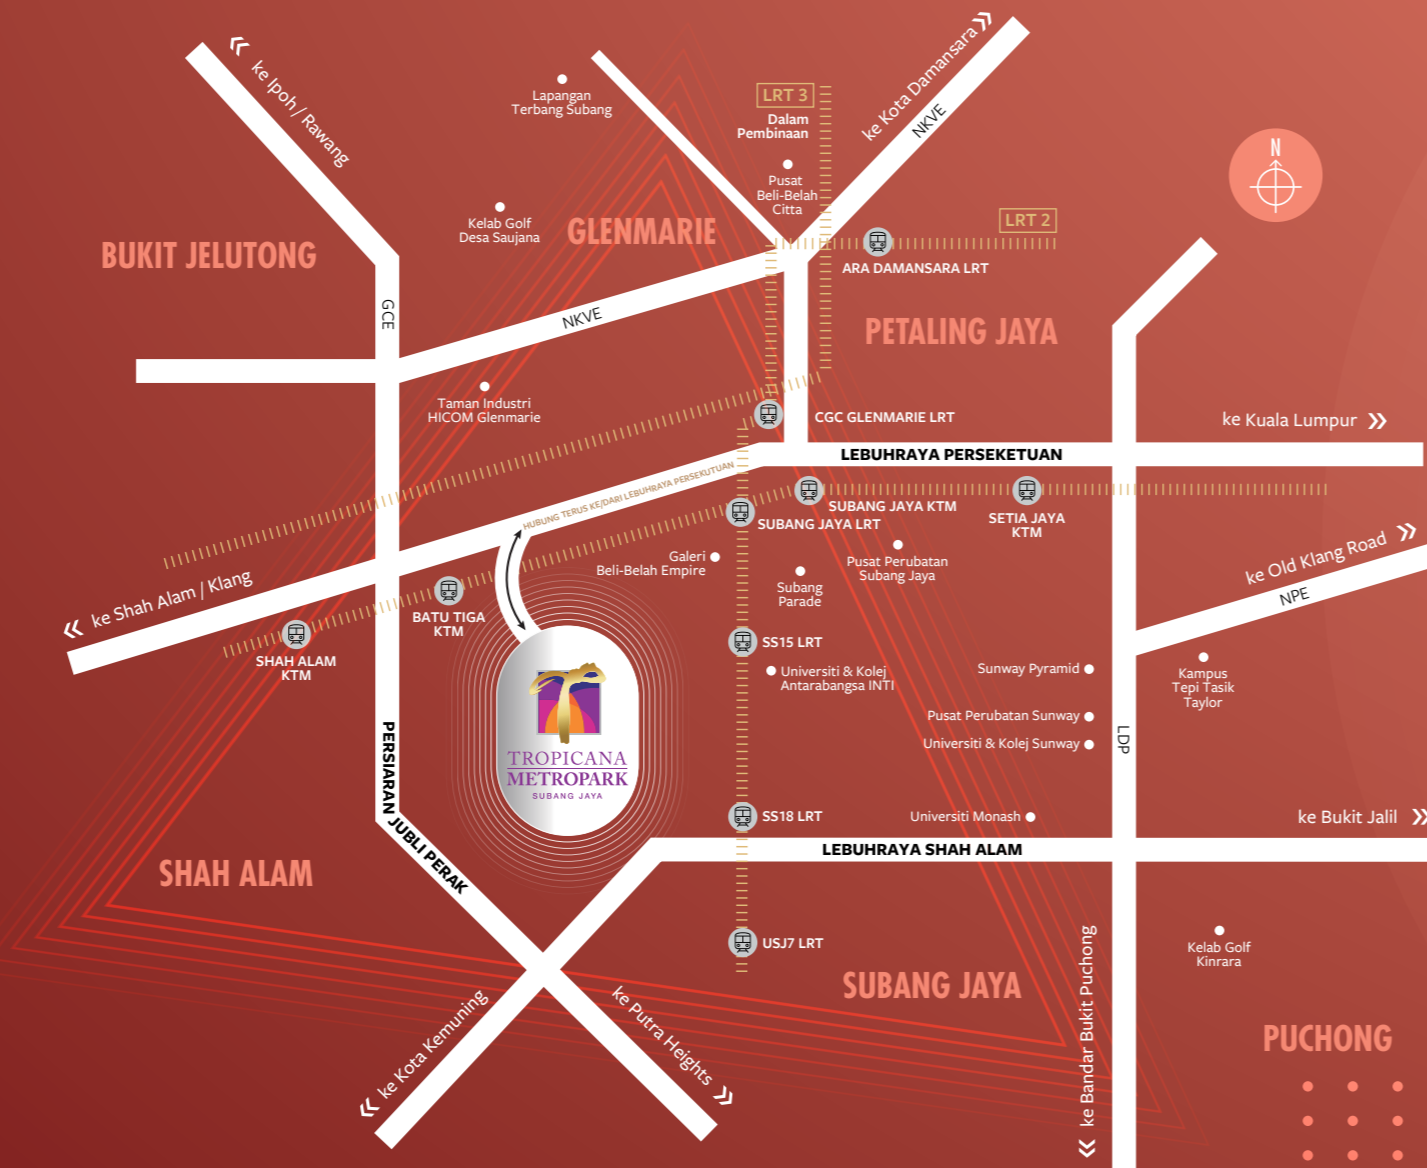 ke Ipoh / Rawang
Lapangan
Terbang Subang
LRT 3
Dalam
Pembinaan
ke Kota Damansara
NKVE
N
Pusat
Beli-Belah
Citta
Kelab Golf
Desa Saujana
GLENMARIE
BUKIT JELUTONG
LRT 2
ARA DAMANSARA LRT
GCE
NKVE
PETALING JAYA
Taman Industri
HICOM Glenmarie
CGC GLENMARIE LRT
ke Kuala Lumpur
LEBUHRAYA PERSEKETUAN
HUBUNG TERUS KE/DARI LEBUHRAYA PERSEKUTUAN
SUBANG JAYA KTM
SUBANG JAYA LRT
SETIA JAYA
KTM
Galeri
Beli-Belah Empire
Subang
Parade
Pusat Perubatan
Subang Jaya
ke Old Klang Road
NPE
ke Shah Alam / Klang
BATU TIGA
KTM
SHAH ALAM
KTM
SS15 LRT
Universiti & Kolej
Antarabangsa INTI
Sunway Pyramid
Kampus
Tepi Tasik
Taylor
Pusat Perubatan Sunway
Universiti & Kolej Sunway
LDP
TROPICANA
METROPARK
SUBANG JAYA
PERSIARAN JUBLI PERAK
SS18 LRT
Universiti Monash
ke Bukit Jalil
LEBUHRAYA SHAH ALAM
SHAH ALAM
USJ7 LRT
SUBANG JAYA
Kelab Golf
Kinrara
ke Kota Kemuning
ke Putra Heights
ke Bandar Bukit Puchong
PUCHONG